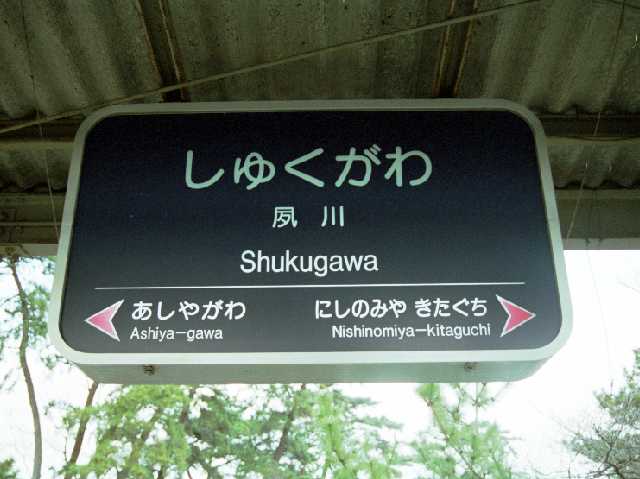 しゅくがわ
夙川
Shukugawa
あしやがわ にしのみや きたぐち
Ashiya-gawa Nishinomiya-kitaguchi